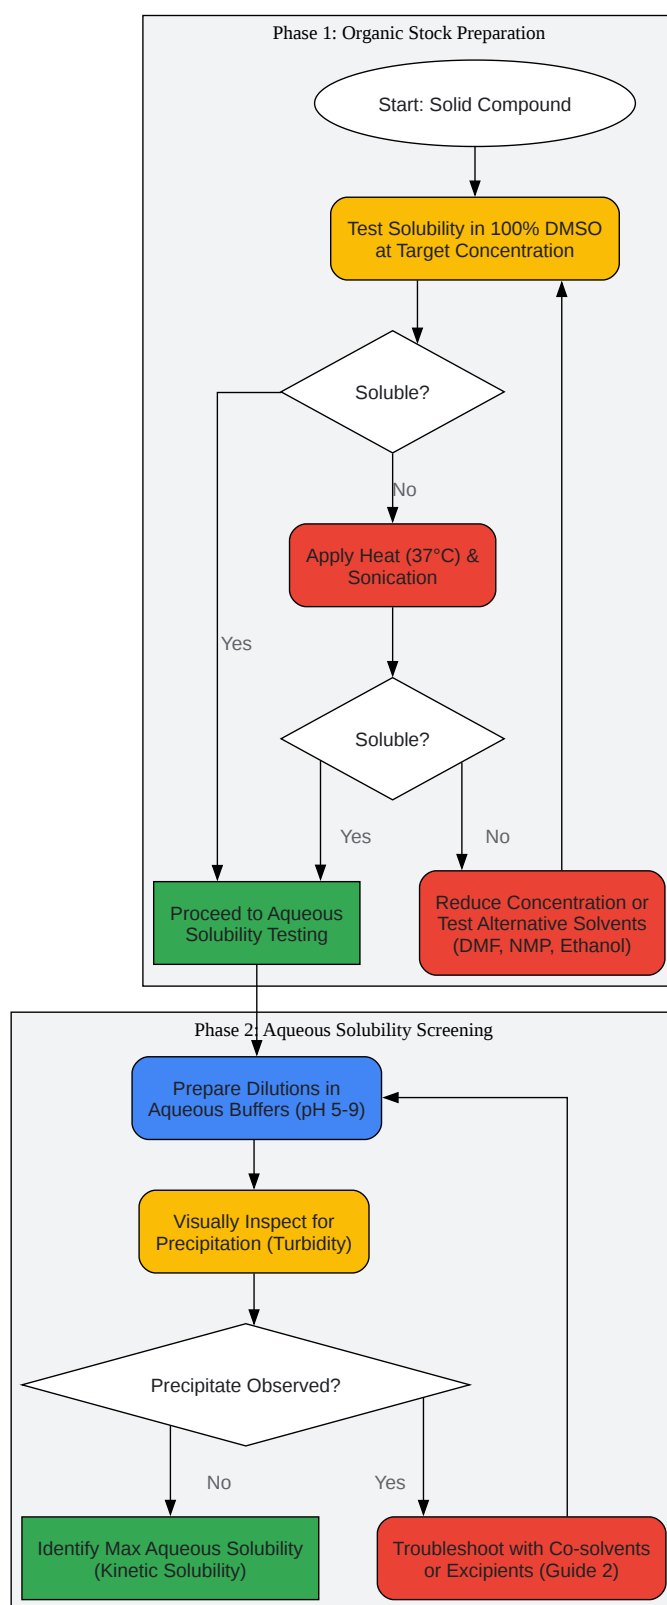 Phase 1: Organic Stock Preparation
Start: Solid Compound
Test Solubility in 100% DMSO
at Target Concentration
Soluble?
No
Apply Heat (37°C) &
Sonication
Yes
Soluble?
Yes
No
Proceed to Aqueous
Solubility Testing
Reduce Concentration or
Test Alternative Solvents
(DMF, NMP, Ethanol)
Phase 2: Aqueous Solubility Screening
Prepare Dilutions in
Aqueous Buffers (pH 5-9)
Visually Inspect for
Precipitation (Turbidity)
Precipitate Observed?
No
Yes
Identify Max Aqueous Solubility
(Kinetic Solubility)
Troubleshoot with Co-solvents
or Excipients (Guide 2)